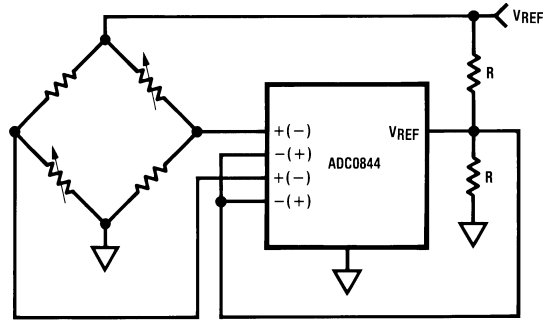 VREF
R
+(−)
VREF
−(+)
ADC0844
+(−)
R
−(+)